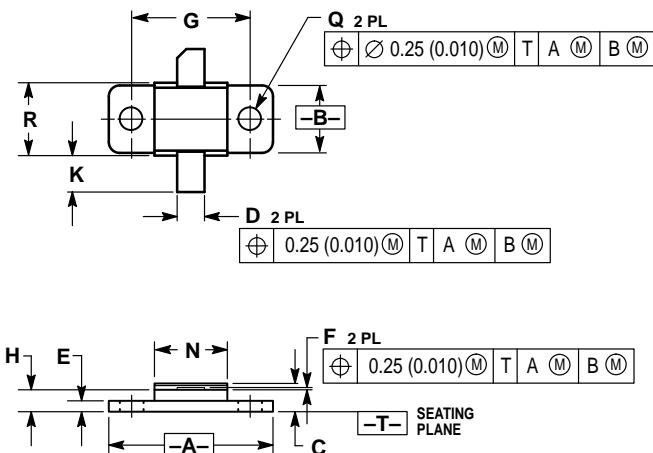 G
Q 2 PL
⌖ ∅ 0.25 (0.010) Ⓜ T A Ⓜ B Ⓜ
R
–B–
K
D 2 PL
⌖ 0.25 (0.010) Ⓜ T A Ⓜ B Ⓜ
H
E
N
F 2 PL
⌖ 0.25 (0.010) Ⓜ T A Ⓜ B Ⓜ
–T– SEATING
PLANE
–A–
C